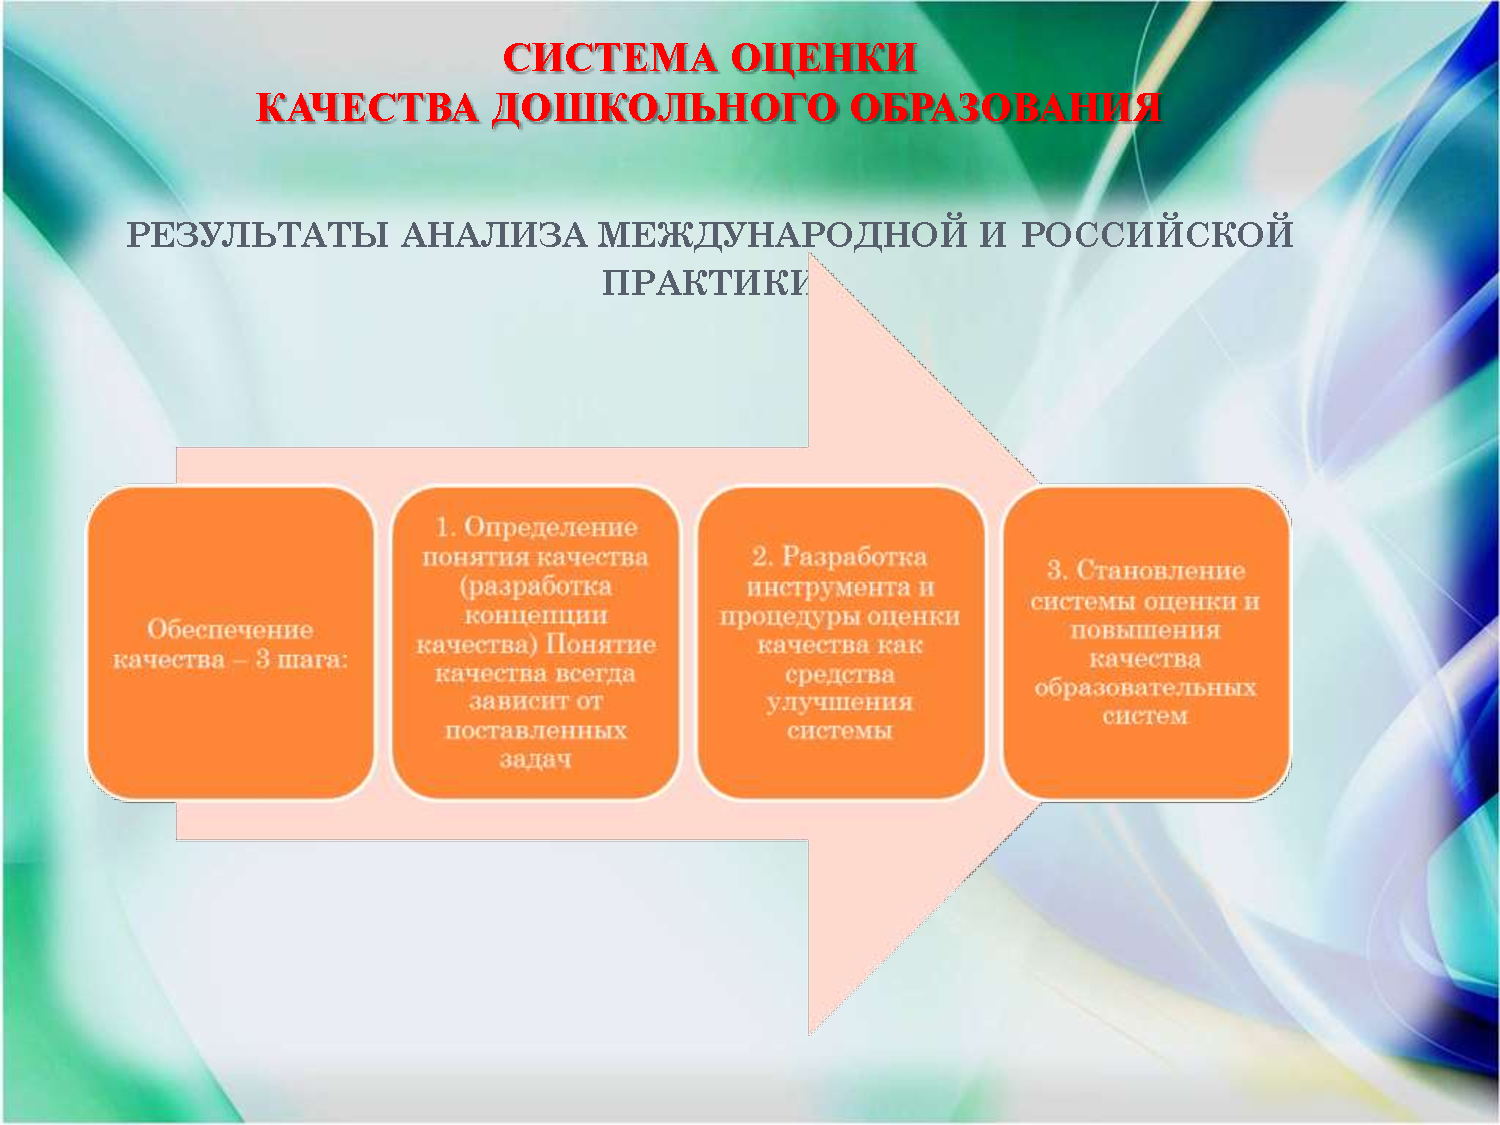 СИСТЕМА ОЦЕНКИ
КАЧЕСТВА ДОШКОЛЬНОГО ОБРАЗОВАНИЯ
РЕЗУЛЬТАТЫ АНАЛИЗА МЕЖДУНАРОДНОЙ И РОССИЙСКОЙ
ПРАКТИКИ
Обеспечение
качества – 3 шага:
1. Определение
понятия качества
(разработка
концепции
качества) Понятие
качества всегда
зависит от
поставленных
задач
2. Разработка
инструмента и
процедуры оценки
качества как
средства
улучшения
системы
3. Становление
системы оценки и
повышения
качества
образовательных
систем